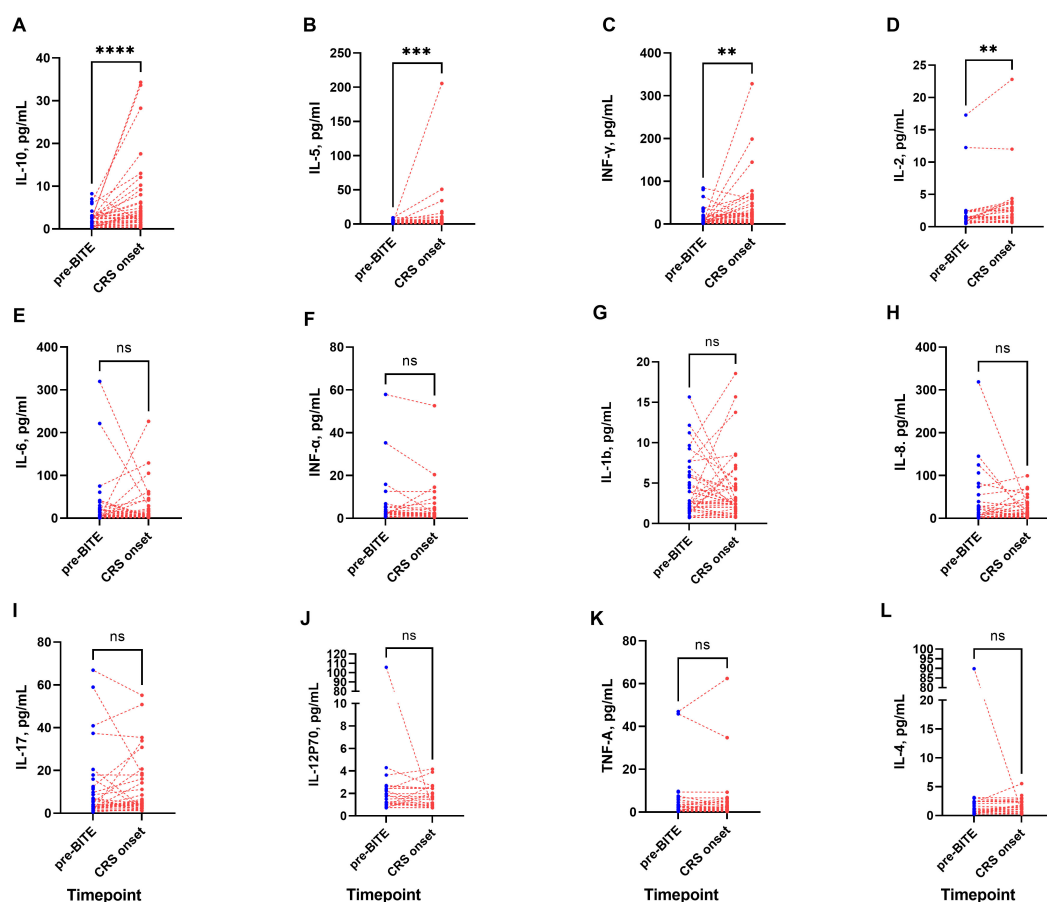 A
B
C
D
****
***
**
**
IL-10, pg/mL
40
30
20
10
0
pre-BITE
CRS onset
IL-5, pg/mL
250
200
150
100
50
0
pre-BITE
CRS onset
INF-γ, pg/mL
400
300
200
100
0
pre-BITE
CRS onset
IL-2, pg/mL
25
20
15
10
5
0
pre-BITE
CRS onset
E
F
G
H
ns
ns
ns
ns
IL-6, pg/ml
400
300
200
100
0
pre-BITE
CRS onset
INF-α, pg/mL
80
60
40
20
0
pre-BITE
CRS onset
IL-1b, pg/mL
20
15
10
5
0
pre-BITE
CRS onset
IL-8. pg/mL
400
300
200
100
0
pre-BITE
CRS onset
I
J
K
L
ns
ns
ns
ns
IL-17, pg/mL
80
60
40
20
0
pre-BITE
CRS onset
Timepoint
IL-12P70, pg/mL
120
110
100
90
80
10
8
6
4
2
0
pre-BITE
CRS onset
Timepoint
TNF-A, pg/mL
80
60
40
20
0
pre-BITE
CRS onset
Timepoint
IL-4, pg/mL
100
95
90
85
80
20
15
10
5
0
pre-BITE
CRS onset
Timepoint